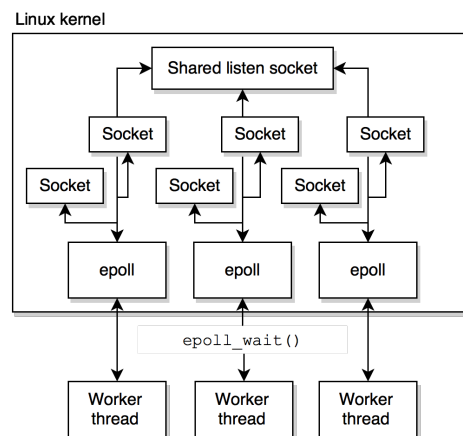 Linux kernel
Shared listen socket
Socket
Socket
Socket
Socket
Socket
Socket
epoll
epoll
epoll
epoll_wait()
Worker
thread
Worker
thread
Worker
thread